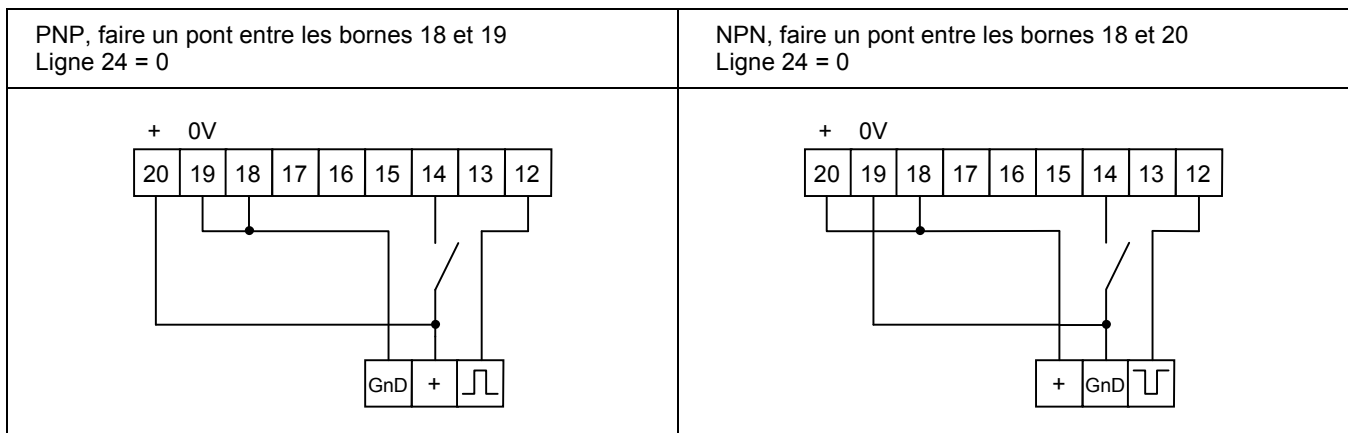 PNP, faire un pont entre les bornes 18 et 19
Ligne 24 = 0
NPN, faire un pont entre les bornes 18 et 20
Ligne 24 = 0
+ 0V
20 19 18 17 16 15 14 13 12
GnD +
+ 0V
20 19 18 17 16 15 14 13 12
+ GnD